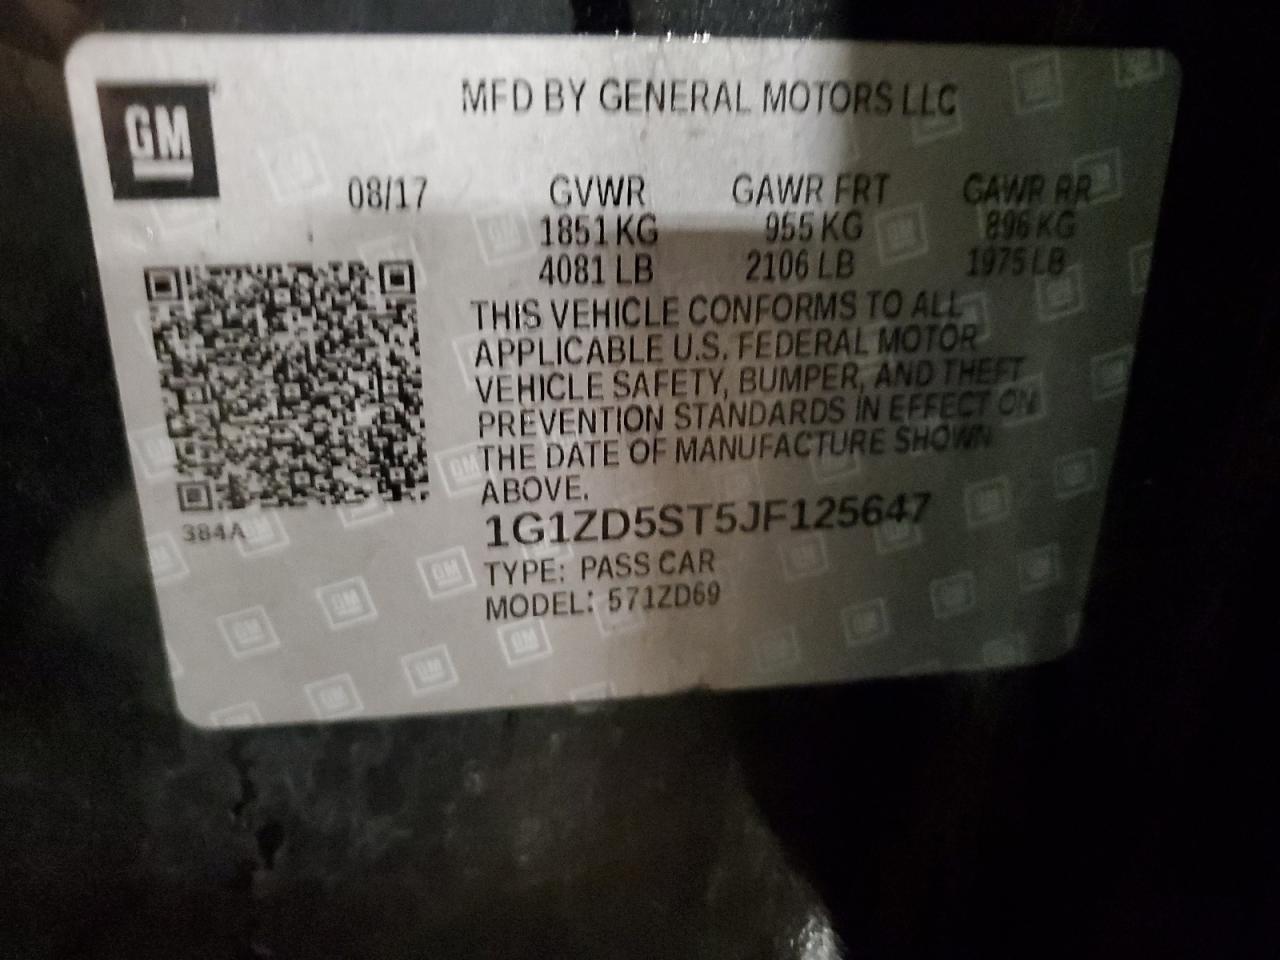 GM
MFD BY GENERAL MOTORS LLC
08/17 GVWR GAWR FRT GAWR RR
1851 KG 955 KG 896 KG
4081 LB 2106 LB 1975 LB
THIS VEHICLE CONFORMS TO ALL
APPLICABLE U.S. FEDERAL MOTOR
VEHICLE SAFETY, BUMPER, AND THEFT
PREVENTION STANDARDS IN EFFECT ON
THE DATE OF MANUFACTURE SHOWN
ABOVE.
384A
1G1ZD5ST5JF125647
TYPE: PASS CAR
MODEL: 571ZD69